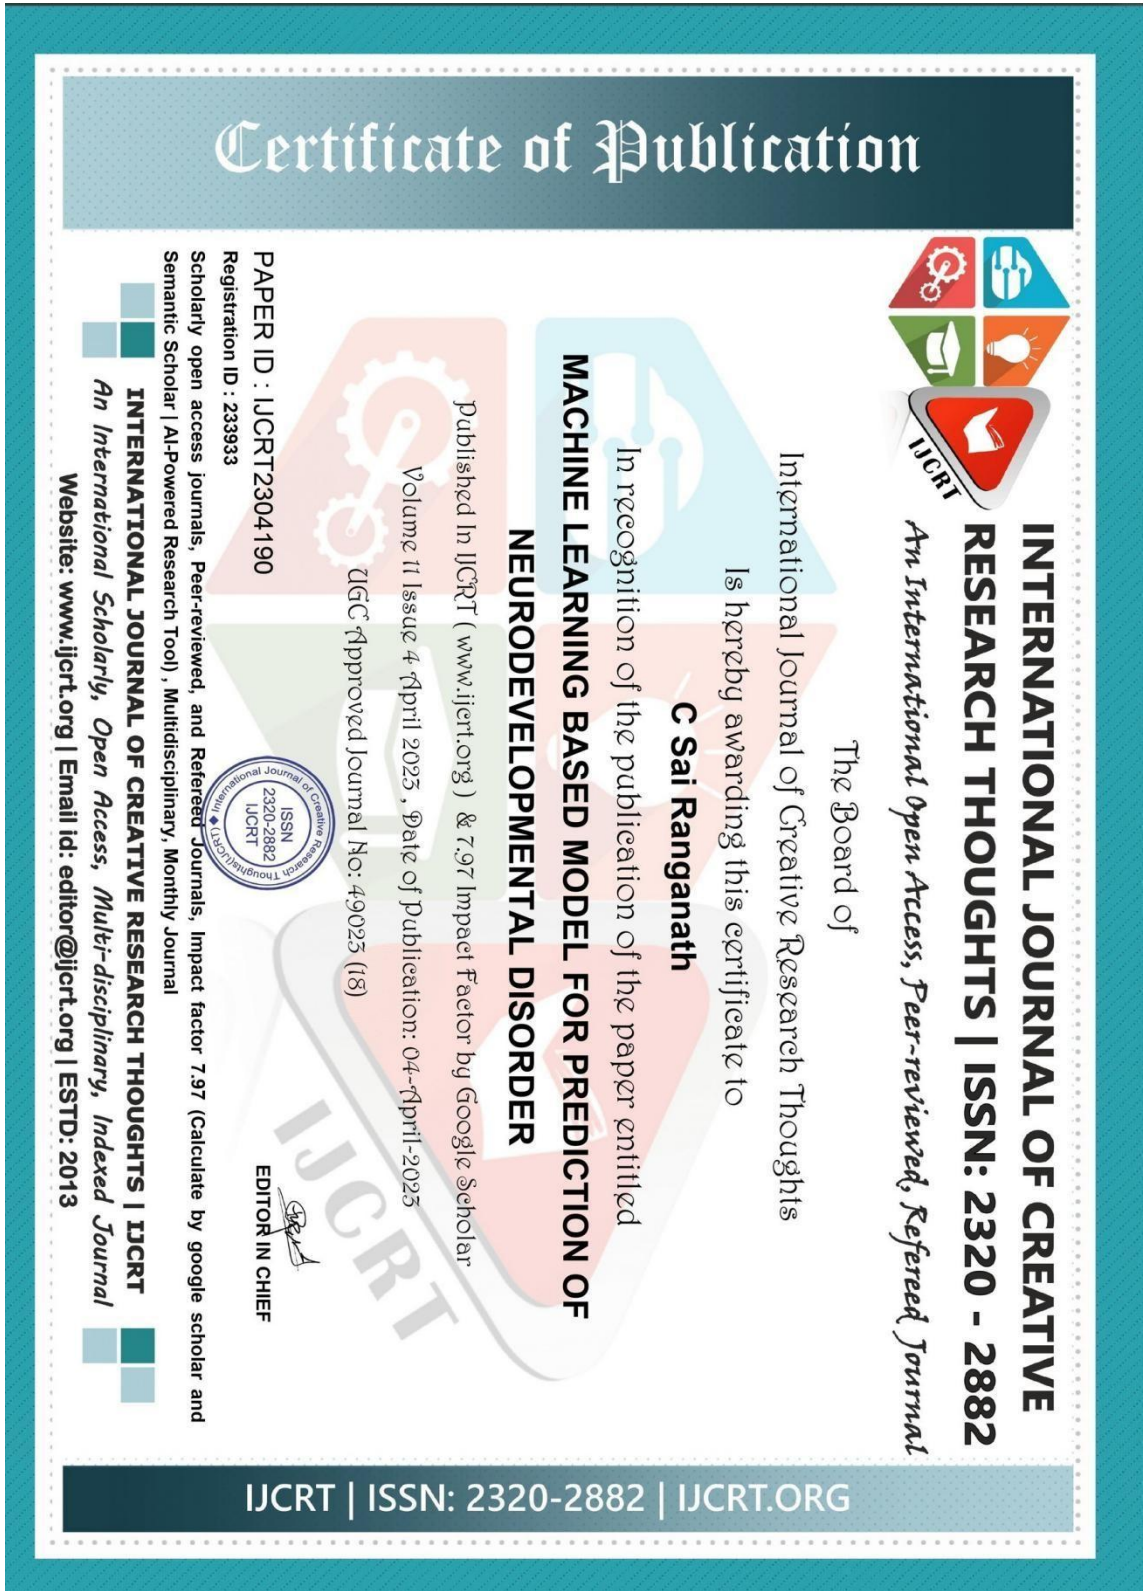 Certificate of Publication
INTERNATIONAL JOURNAL OF CREATIVE
RESEARCH THOUGHTS | ISSN: 2320 - 2882
An International Open Access, Peer-reviewed, Refereed Journal
IJCRT
The Board of
International Journal of Creative Research Thoughts
Is hereby awarding this certificate to
C Sai Ranganath
In recognition of the publication of the paper entitled
MACHINE LEARNING BASED MODEL FOR PREDICTION OF
NEURODEVELOPMENTAL DISORDER
Published In IJCRT ( www.ijcrt.org ) & 7.97 Impact Factor by Google Scholar
Volume 11 Issue 4 April 2023 , Date of Publication: 04-April-2023
UGC Approved Journal No: 49023 (18)
IJCRT
PAPER ID : IJCRT2304190
Registration ID : 233933
International Journal of Creative Research Thoughts(IJCRT)
ISSN
2320-2882
IJCRT
EDITOR IN CHIEF
Scholarly open access journals, Peer-reviewed, and Refereed Journals, Impact factor 7.97 (Calculate by google scholar and
Semantic Scholar | AI-Powered Research Tool) , Multidisciplinary, Monthly Journal
INTERNATIONAL JOURNAL OF CREATIVE RESEARCH THOUGHTS | IJCRT
An International Scholarly, Open Access, Multi-disciplinary, Indexed Journal
Website: www.ijcrt.org | Email id: editor@ijcrt.org | ESTD: 2013
IJCRT | ISSN: 2320-2882 | IJCRT.ORG